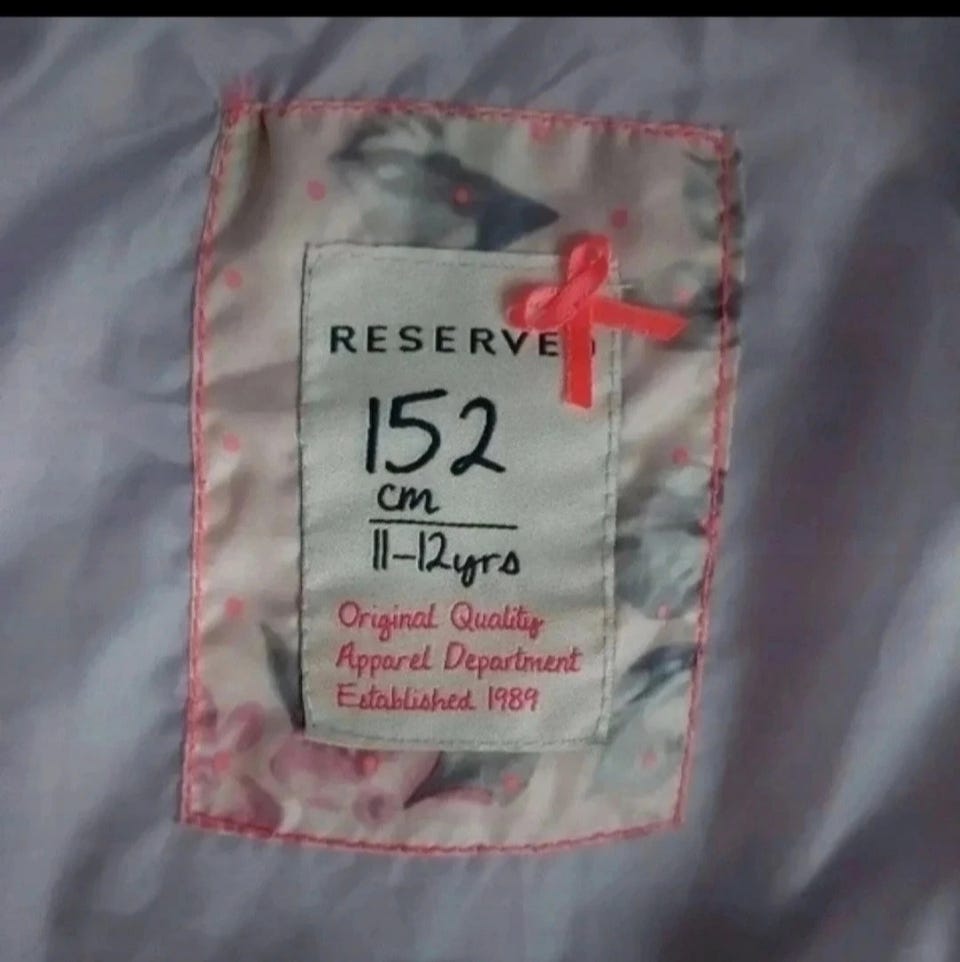 RESERVED
152
cm
11-12yrs
Original Quality
Apparel Department
Established 1989